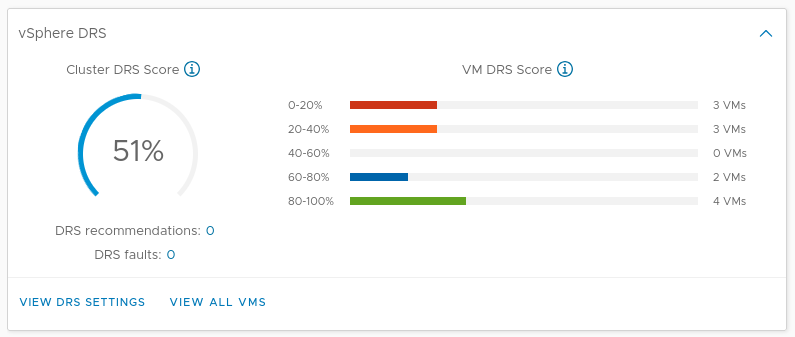 vSphere DRS
Cluster DRS Score
51%
DRS recommendations: 0
DRS faults: 0
VM DRS Score
0-20% 3 VMs
20-40% 3 VMs
40-60% 0 VMs
60-80% 2 VMs
80-100% 4 VMs
VIEW DRS SETTINGS VIEW ALL VMS